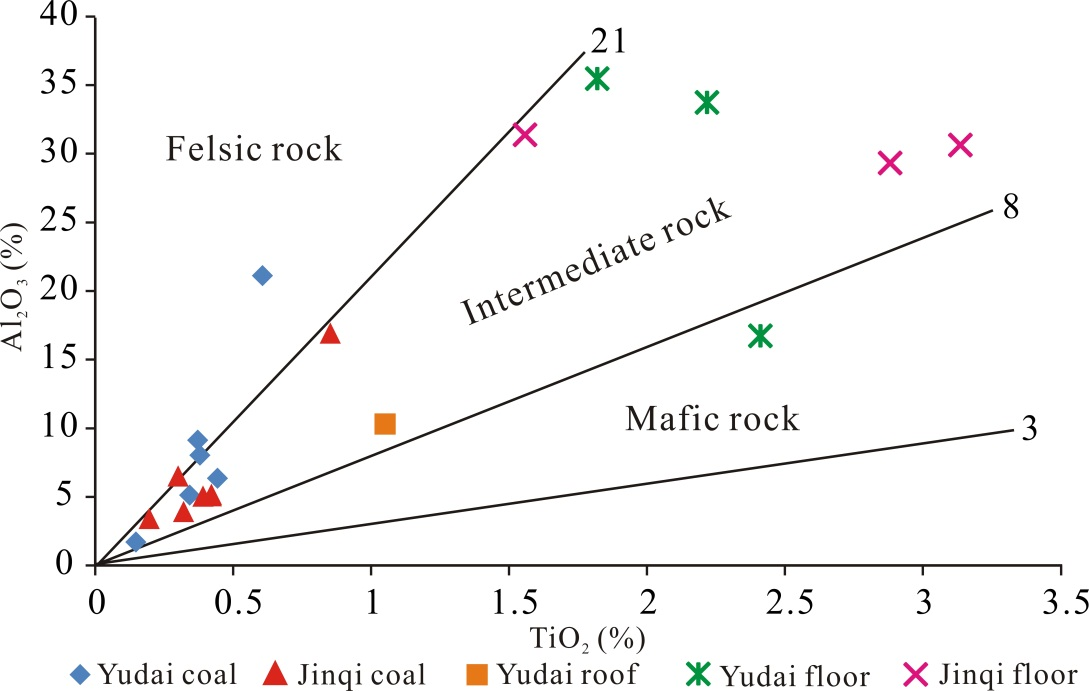 40
35
30
25
20
15
10
5
0
Al₂O₃ (%)
21
Felsic rock
Intermediate rock
8
Mafic rock
3
0 0.5 1 1.5 2 2.5 3 3.5
TiO₂ (%)
Yudai coal Jinqi coal Yudai roof Yudai floor Jinqi floor